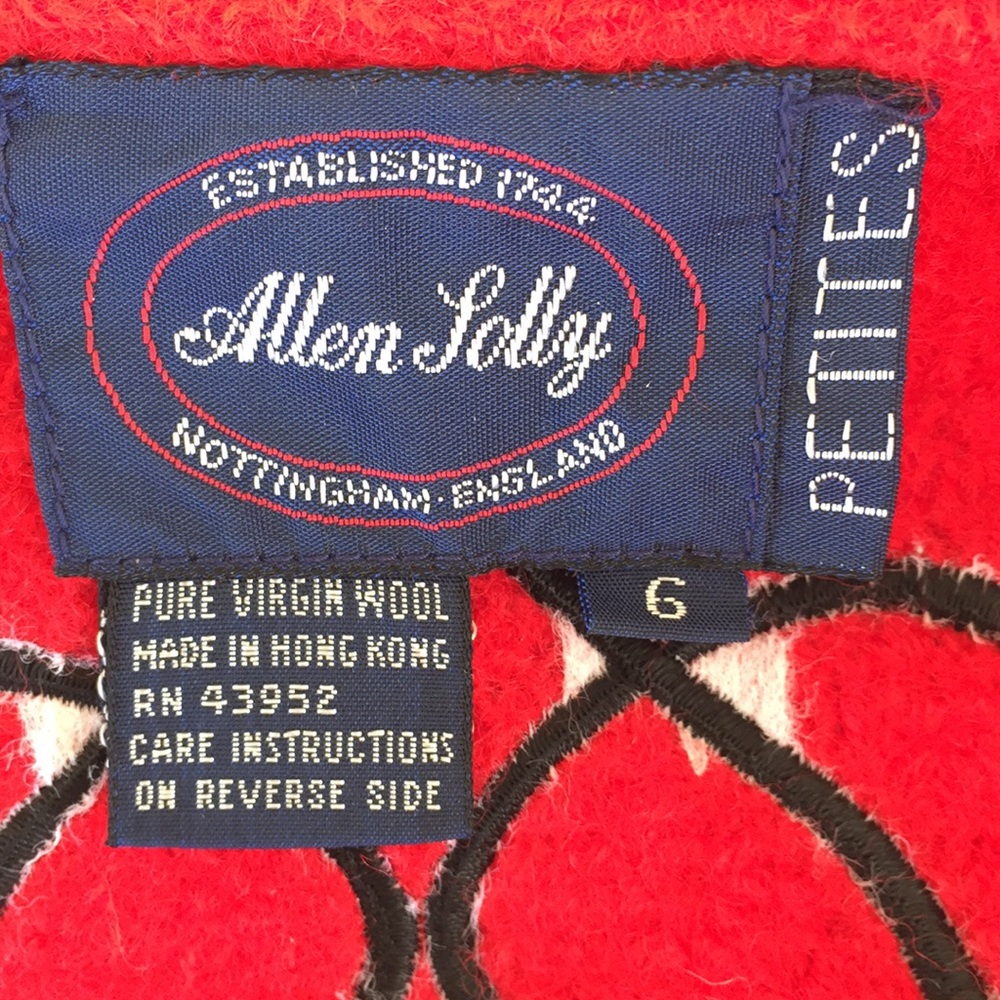 ESTABLISHED 1744
Allen Solly
NOTTINGHAM·ENGLAND
PETITES
6
PURE VIRGIN WOOL
MADE IN HONG KONG
RN 43952
CARE INSTRUCTIONS
ON REVERSE SIDE